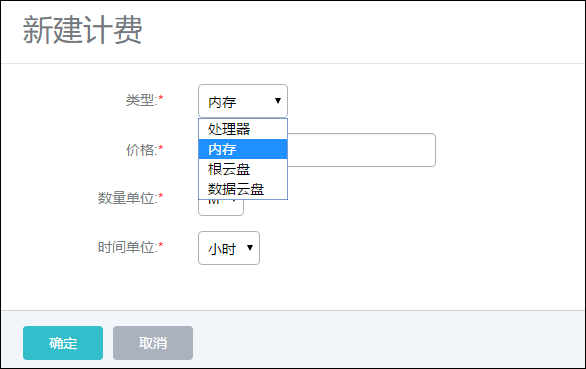 新建计费
类型:*
内存
处理器
内存
根云盘
数据云盘
价格:*
数量单位:*
时间单位:*
小时
确定
取消